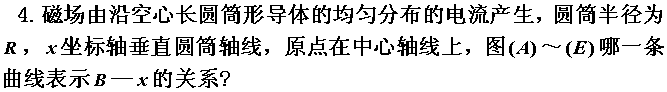 4. 磁场由沿空心长圆筒形导体的均匀分布的电流产生，圆筒半径为
R，x坐标轴垂直圆筒轴线，原点在中心轴线上，图(A)～(E)哪一条
曲线表示B—x的关系?